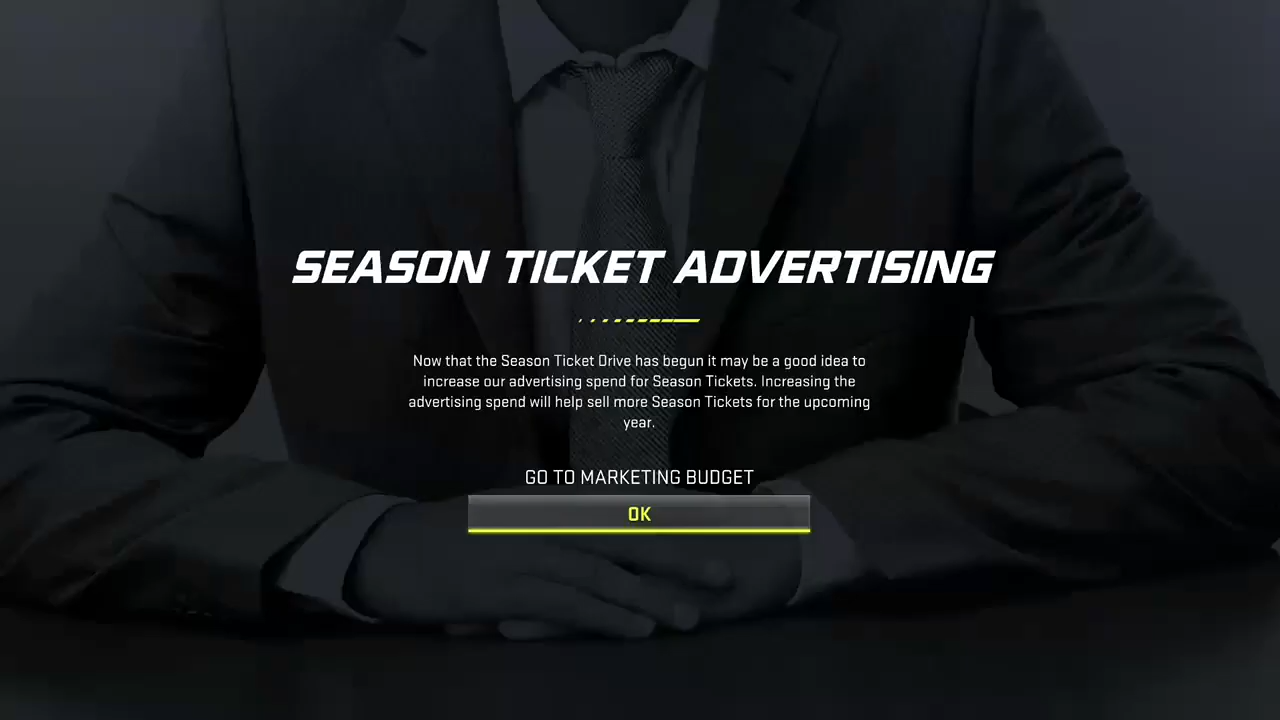 SEASON TICKET ADVERTISING
Now that the Season Ticket Drive has begun it may be a good idea to
increase our advertising spend for Season Tickets. Increasing the
advertising spend will help sell more Season Tickets for the upcoming
year.
GO TO MARKETING BUDGET
OK